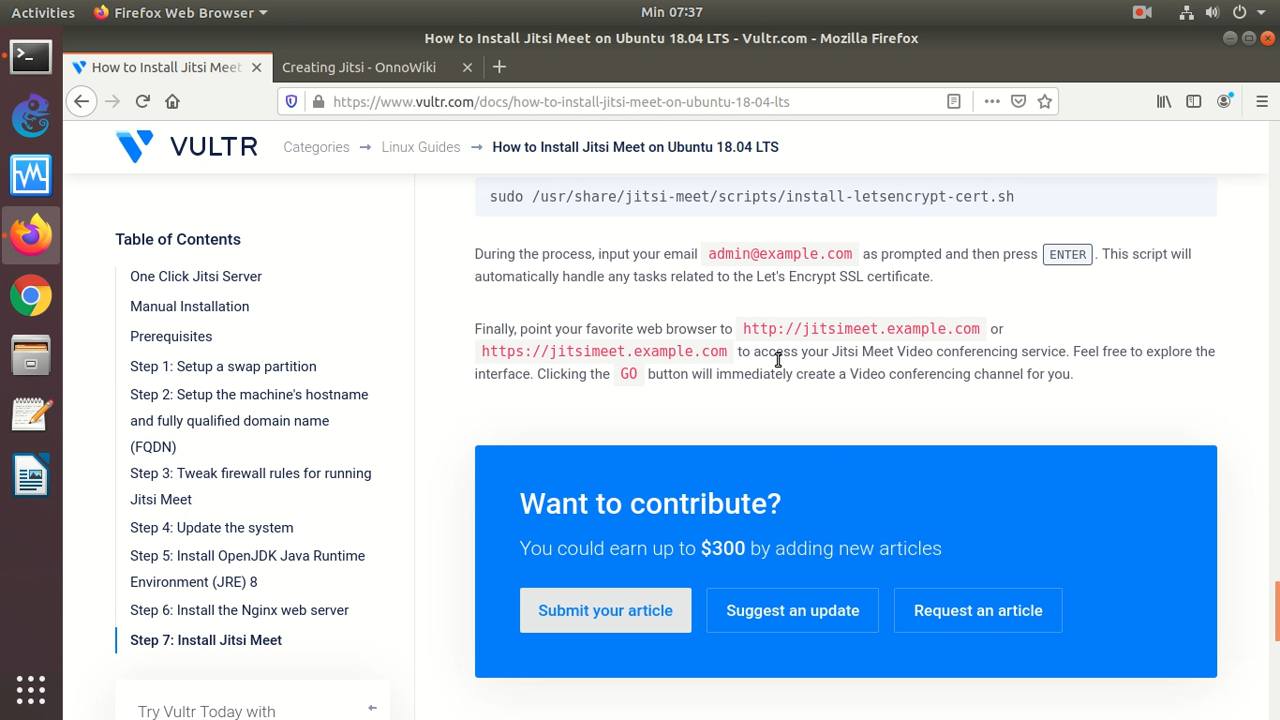 Activities Firefox Web Browser Min 07:37
How to Install Jitsi Meet on Ubuntu 18.04 LTS - Vultr.com - Mozilla Firefox
How to Install Jitsi Meet Creating Jitsi - OnnoWiki
https://www.vultr.com/docs/how-to-install-jitsi-meet-on-ubuntu-18-04-lts
VULTR Categories → Linux Guides → How to Install Jitsi Meet on Ubuntu 18.04 LTS
Table of Contents
One Click Jitsi Server
Manual Installation
Prerequisites
Step 1: Setup a swap partition
Step 2: Setup the machine's hostname
and fully qualified domain name
(FQDN)
Step 3: Tweak firewall rules for running
Jitsi Meet
Step 4: Update the system
Step 5: Install OpenJDK Java Runtime
Environment (JRE) 8
Step 6: Install the Nginx web server
Step 7: Install Jitsi Meet
Try Vultr Today with
sudo /usr/share/jitsi-meet/scripts/install-letsencrypt-cert.sh
During the process, input your email admin@example.com as prompted and then press ENTER . This script will
automatically handle any tasks related to the Let's Encrypt SSL certificate.
Finally, point your favorite web browser to http://jitsimeet.example.com or
https://jitsimeet.example.com to access your Jitsi Meet Video conferencing service. Feel free to explore the
interface. Clicking the GO button will immediately create a Video conferencing channel for you.
Want to contribute?
You could earn up to $300 by adding new articles
Submit your article Suggest an update Request an article